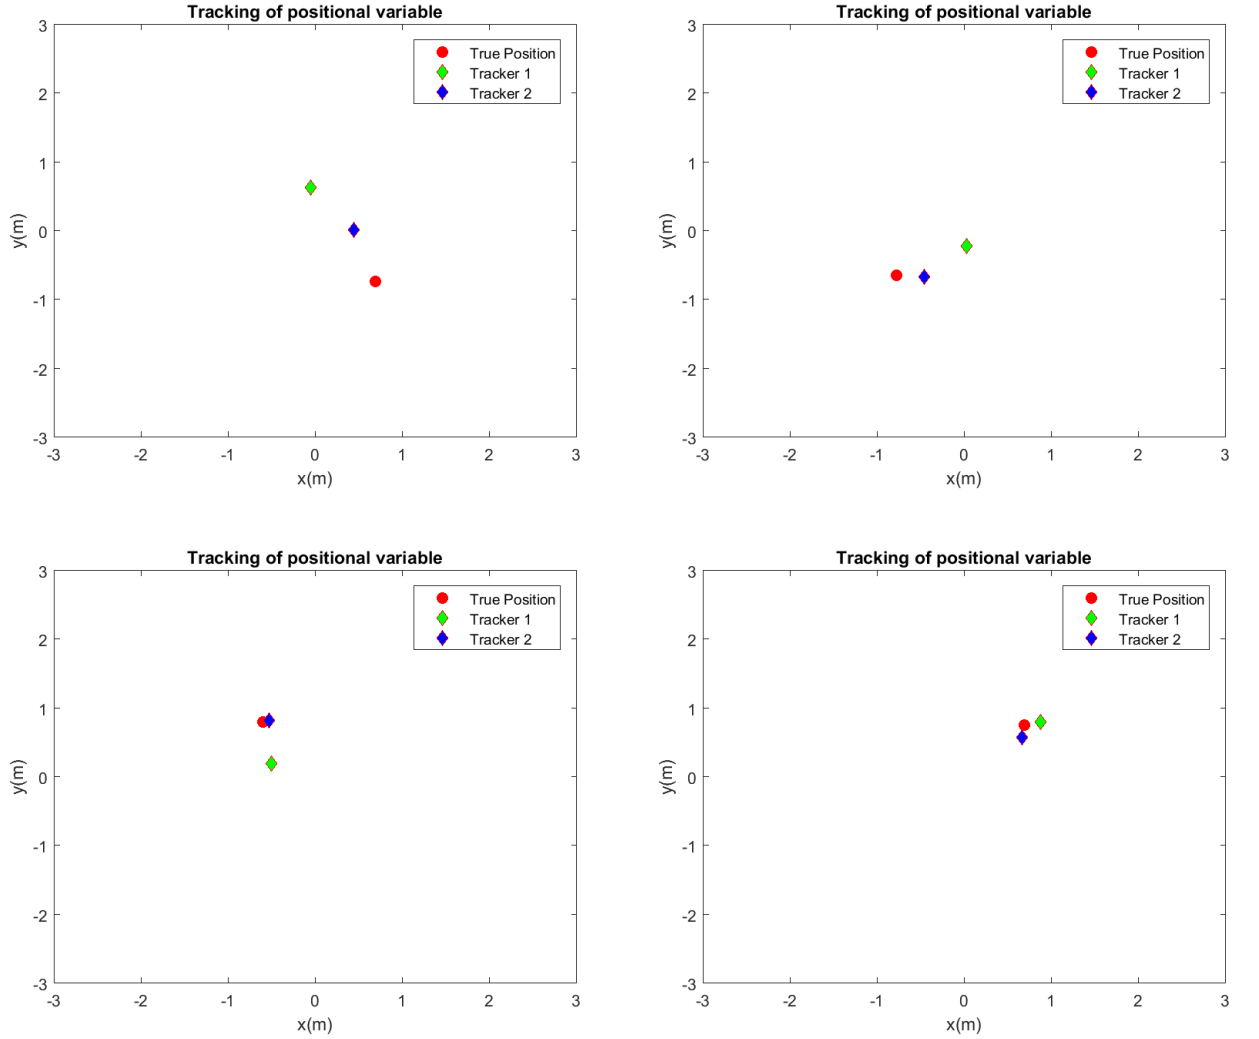 Tracking of positional variable
3
2
1
0
-1
-2
-3
y(m)
True Position
Tracker 1
Tracker 2
-3 -2 -1 0 1 2 3
x(m)
Tracking of positional variable
3
2
1
0
-1
-2
-3
y(m)
True Position
Tracker 1
Tracker 2
-3 -2 -1 0 1 2 3
x(m)
Tracking of positional variable
3
2
1
0
-1
-2
-3
y(m)
True Position
Tracker 1
Tracker 2
-3 -2 -1 0 1 2 3
x(m)
Tracking of positional variable
3
2
1
0
-1
-2
-3
y(m)
True Position
Tracker 1
Tracker 2
-3 -2 -1 0 1 2 3
x(m)